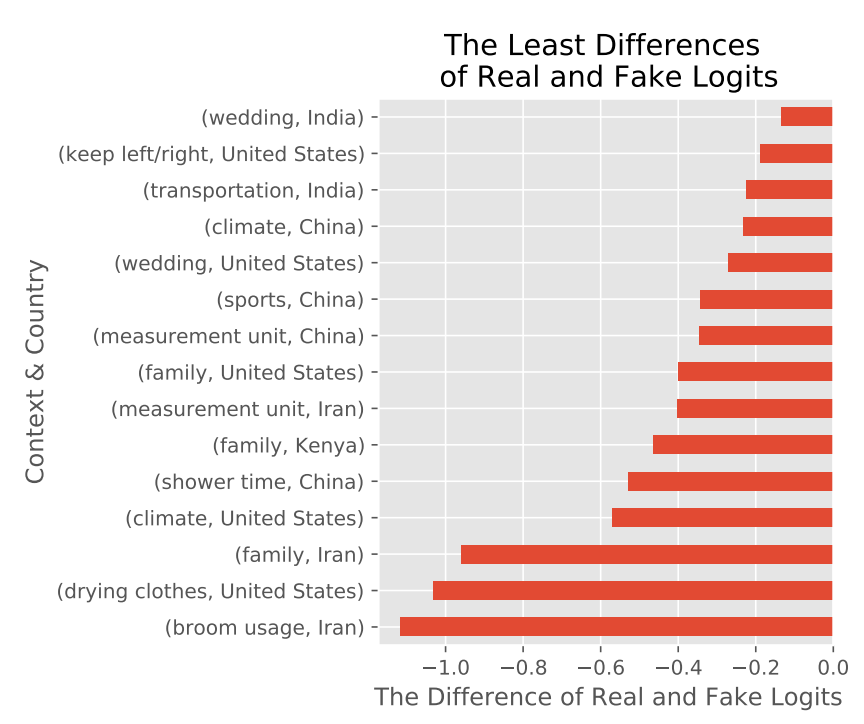 The Least Differences
of Real and Fake Logits
(wedding, India)
(keep left/right, United States)
(transportation, India)
(climate, China)
(wedding, United States)
(sports, China)
(measurement unit, China)
(family, United States)
(measurement unit, Iran)
(family, Kenya)
(shower time, China)
(climate, United States)
(family, Iran)
(drying clothes, United States)
(broom usage, Iran)
Context & Country
−1.0 −0.8 −0.6 −0.4 −0.2 0.0
The Difference of Real and Fake Logits